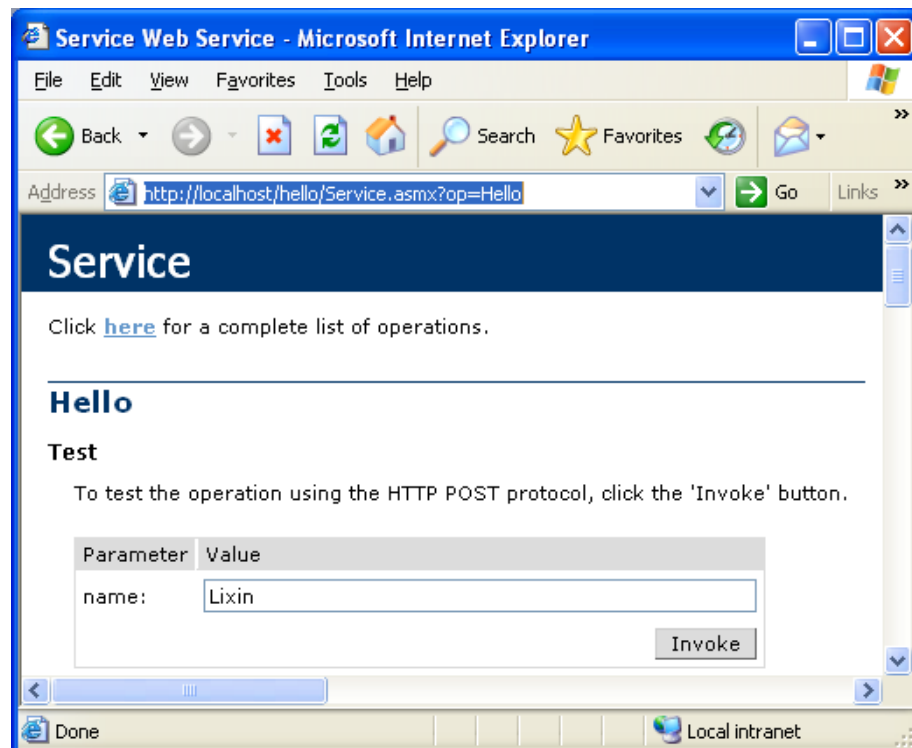 Service Web Service - Microsoft Internet Explorer
File Edit View Favorites Tools Help
Back Search Favorites »
Address http://localhost/hello/Service.asmx?op=Hello Go Links »
Service
Click here for a complete list of operations.
Hello
Test
To test the operation using the HTTP POST protocol, click the 'Invoke' button.
Parameter Value
name: Lixin
Invoke
Done Local intranet